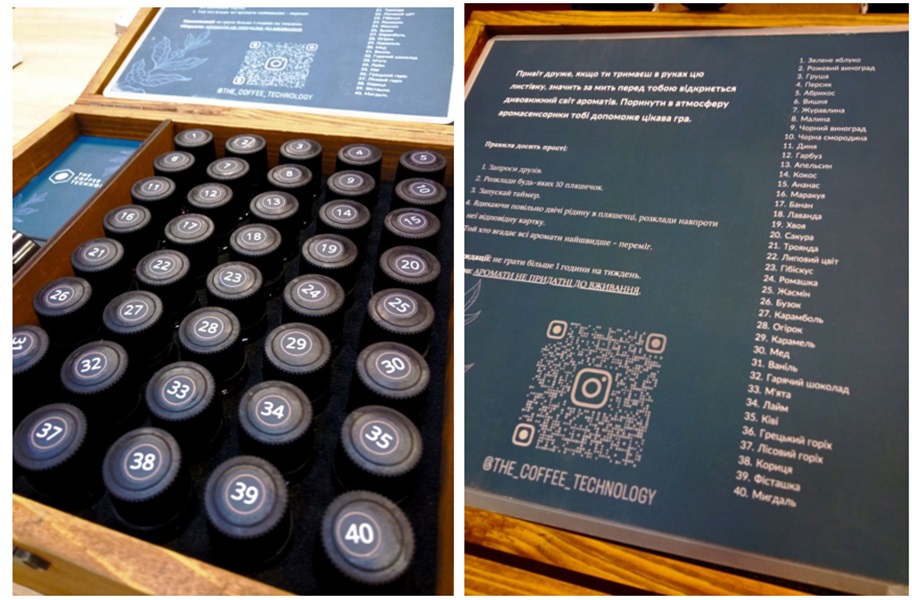 @THE_COFFEE_TECHNOLOGY
THE
COFFEE
1
2
3
4
5
6
7
8
9
10
11
12
13
14
15
16
17
18
19
20
21
22
23
24
25
26
27
28
29
30
31
32
33
34
35
37
38
39
40
Привіт друже, якщо ти тримаєш в руках цю
листівку, значить за мить перед тобою відкриється
дивовижний світ ароматів. Поринути в атмосферу
аромасенсорики тобі допоможе цікава гра.
Правила досить прості:
1. Запроси друзів.
2. Розклади будь-яких 10 пляшечок.
3. Запускай таймер.
4. Вдихаючи повільно двічі рідину в пляшечці, розклади навпроти
неї відповідну картку.
хто вгадає всі аромати найшвидше – переміг.
не грати більше 1 години на тиждень.
АРОМАТИ НЕ ПРИДАТНІ ДО ВЖИВАННЯ.
@THE_COFFEE_TECHNOLOGY
1. Зелене яблуко
2. Рожевий виноград
3. Груша
4. Персик
5. Абрикос
6. Вишня
7. Журавлина
8. Малина
9. Чорний виноград
10. Чорна смородина
11. Диня
12. Гарбуз
13. Апельсин
14. Кокос
15. Ананас
16. Маракуя
17. Банан
18. Лаванда
19. Хвоя
20. Сакура
21. Троянда
22. Липовий цвіт
23. Гібіскус
24. Ромашка
25. Жасмін
26. Бузок
27. Карамболь
28. Огірок
29. Карамель
30. Мед
31. Ваніль
32. Гарячий шоколад
33. М'ята
34. Лайм
35. Ківі
36. Грецький горіх
37. Лісовий горіх
38. Кориця
39. Фісташка
40. Мигдаль